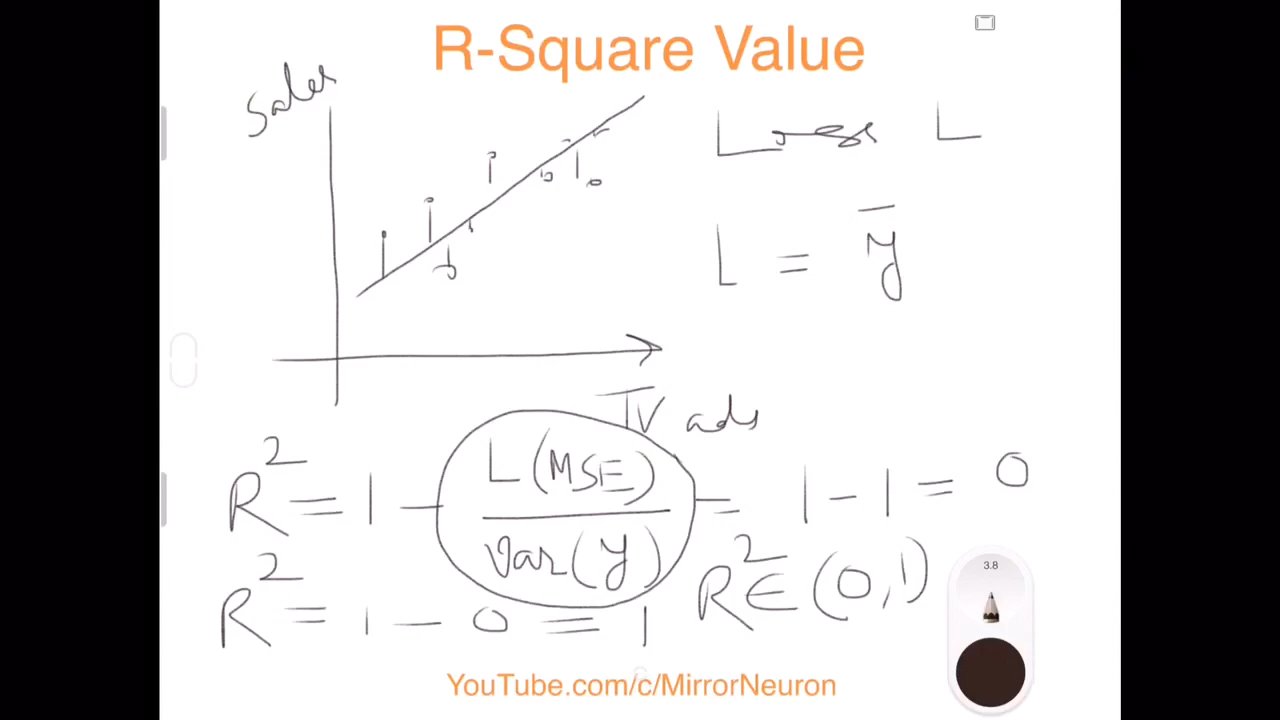 R-Square Value
Sales
Loss L
L = ȳ
TV ads
R² = 1 - L(MSE) / Var(y) = 1 - 1 = 0
R² = 1 - 0 = 1
R² ∈ (0,1)
3.8
YouTube.com/c/MirrorNeuron